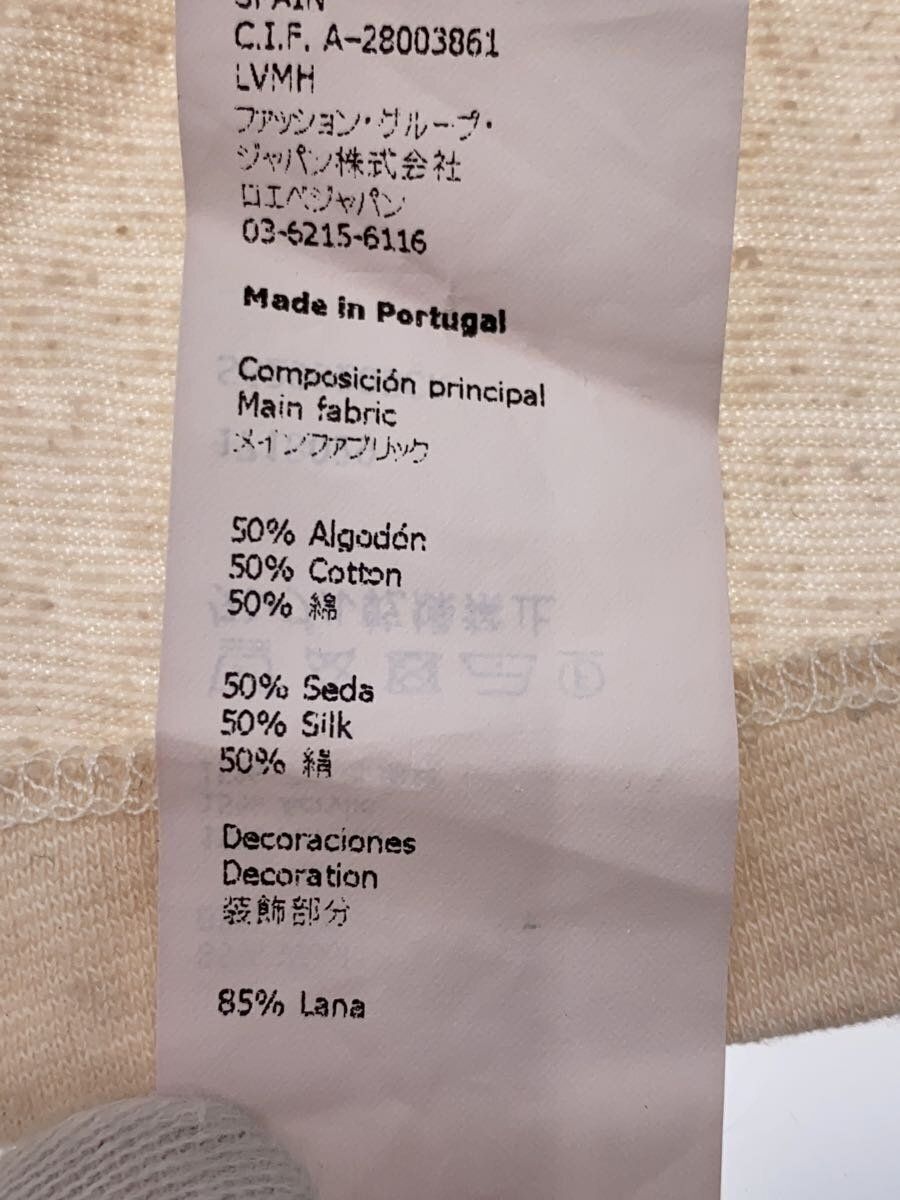 SPAIN
C.I.F. A-28003861
LVMH
ファッション・グループ・
ジャパン株式会社
ロエベジャパン
03-6215-6116
Made in Portugal
Composición principal
Main fabric
メインファブリック
50% Algodón
50% Cotton
50% 綿
50% Seda
50% Silk
50% 絹
Decoraciones
Decoration
装飾部分
85% Lana